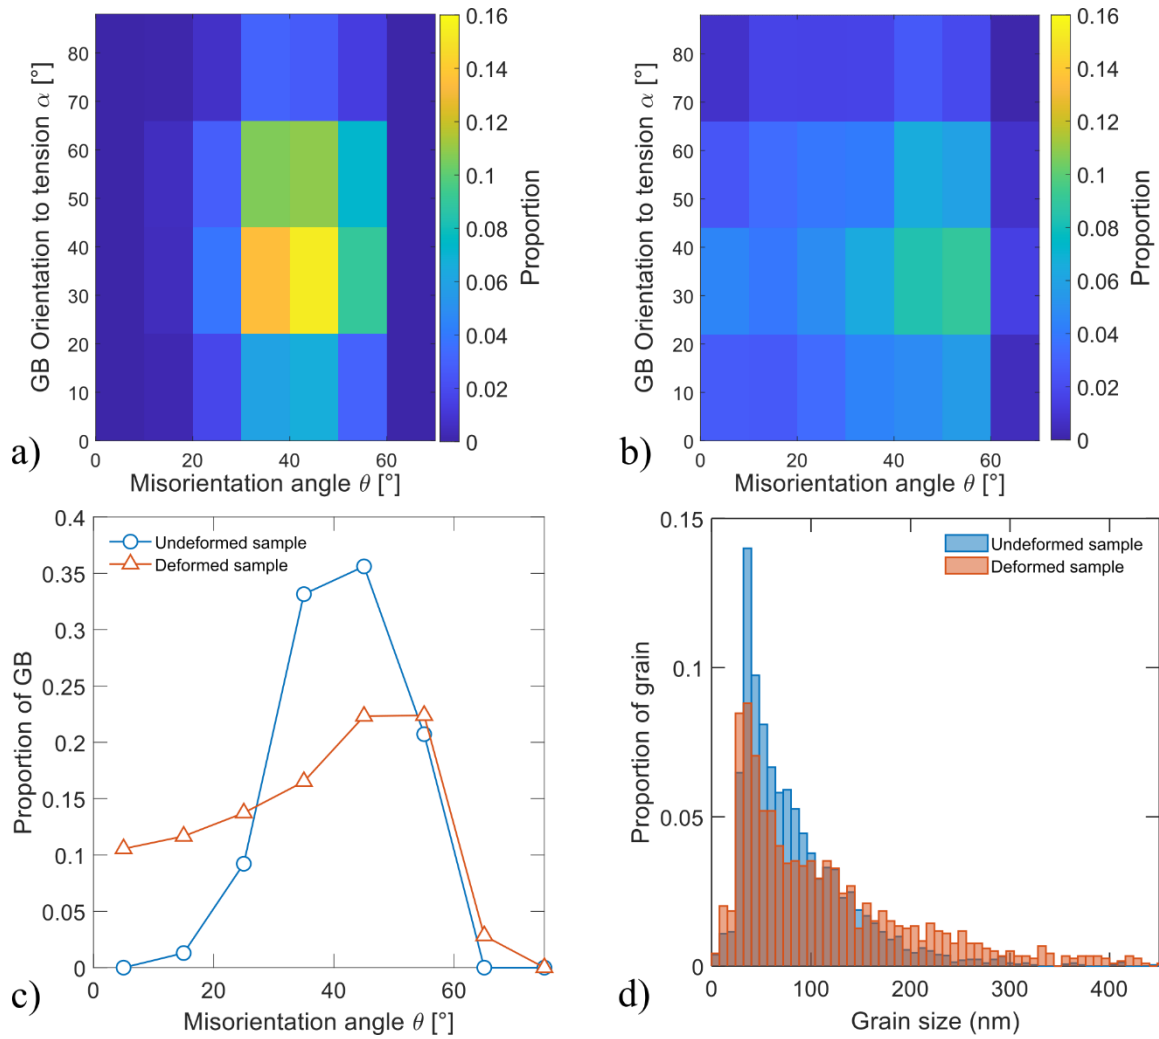 GB Orientation to tension α [°]
80
70
60
50
40
30
20
10
0
0 20 40 60
Misorientation angle θ [°]
0.16
0.14
0.12
0.1
0.08
0.06
0.04
0.02
0
Proportion
a)
GB Orientation to tension α [°]
80
70
60
50
40
30
20
10
0
0 20 40 60
Misorientation angle θ [°]
0.16
0.14
0.12
0.1
0.08
0.06
0.04
0.02
0
Proportion
b)
Proportion of GB
0.4
0.35
0.3
0.25
0.2
0.15
0.1
0.05
0
Undeformed sample
Deformed sample
0 20 40 60
Misorientation angle θ [°]
c)
Proportion of grain
0.15
0.1
0.05
0
Undeformed sample
Deformed sample
0 100 200 300 400
Grain size (nm)
d)